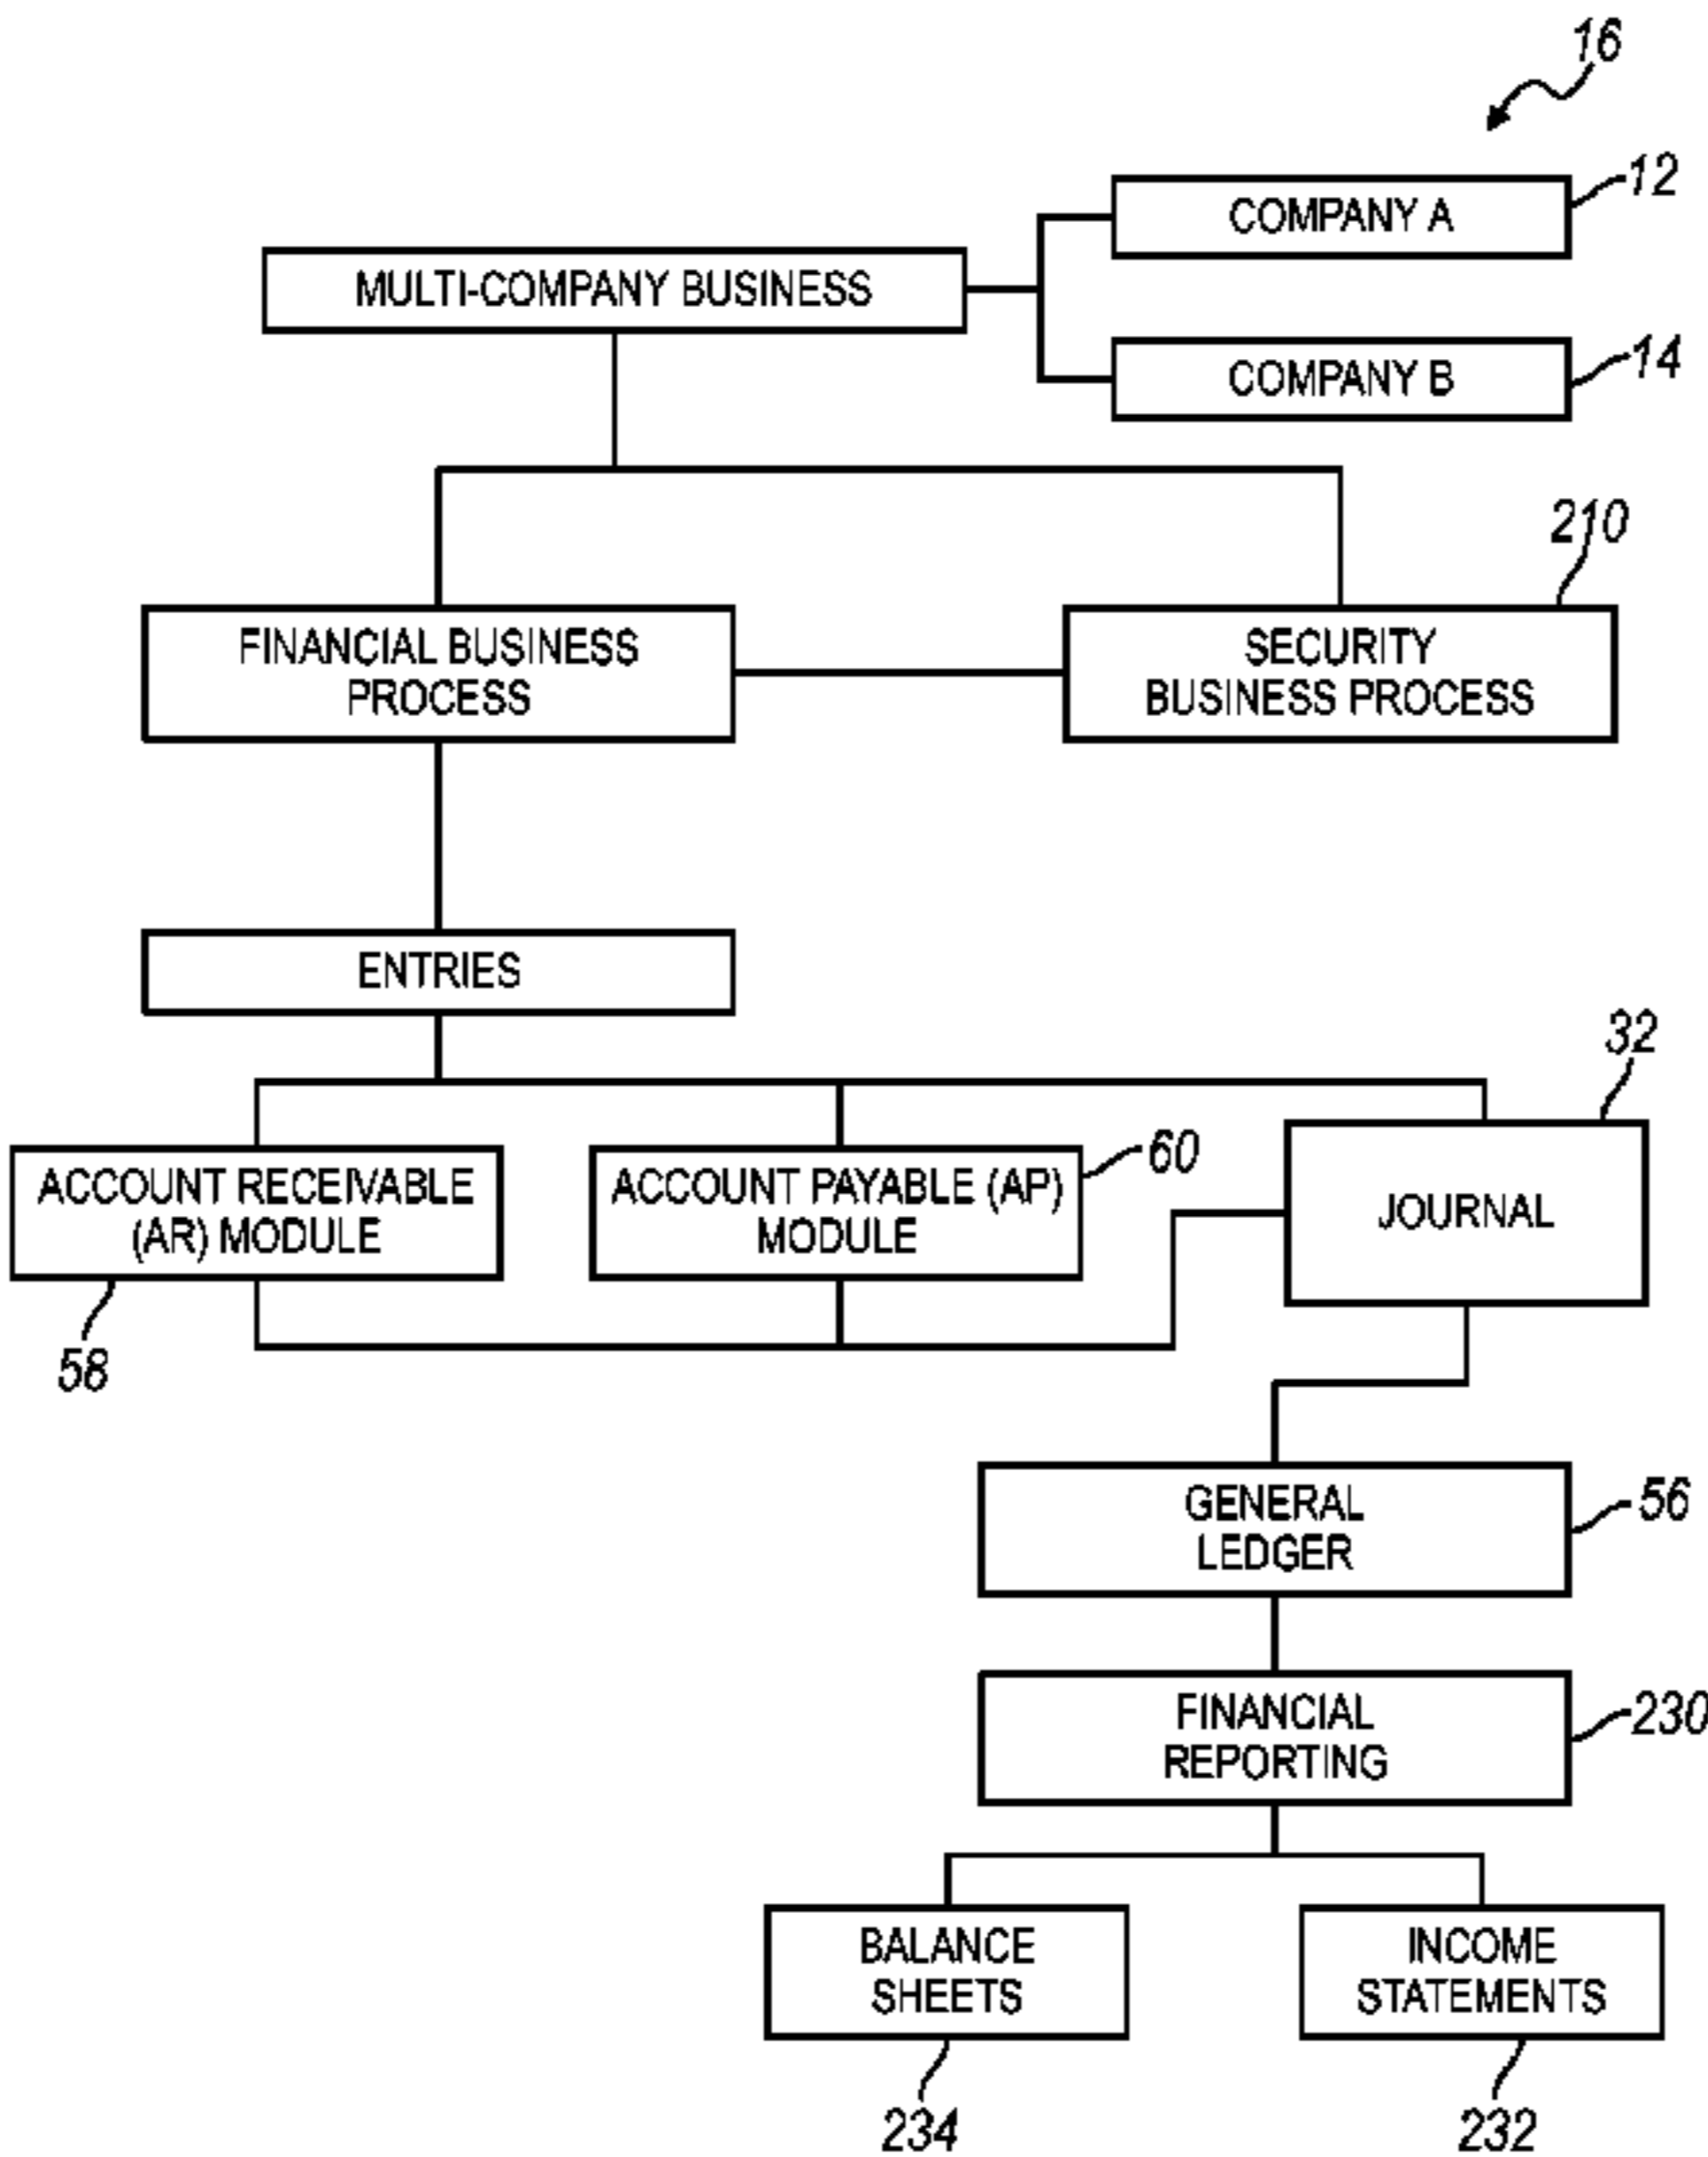 16
COMPANY A
12
MULTI-COMPANY BUSINESS
COMPANY B
14
210
FINANCIAL BUSINESS
PROCESS
SECURITY
BUSINESS PROCESS
ENTRIES
32
ACCOUNT RECEIVABLE
(AR) MODULE
58
ACCOUNT PAYABLE (AP)
MODULE
60
JOURNAL
GENERAL
LEDGER
56
FINANCIAL
REPORTING
230
BALANCE
SHEETS
234
INCOME
STATEMENTS
232